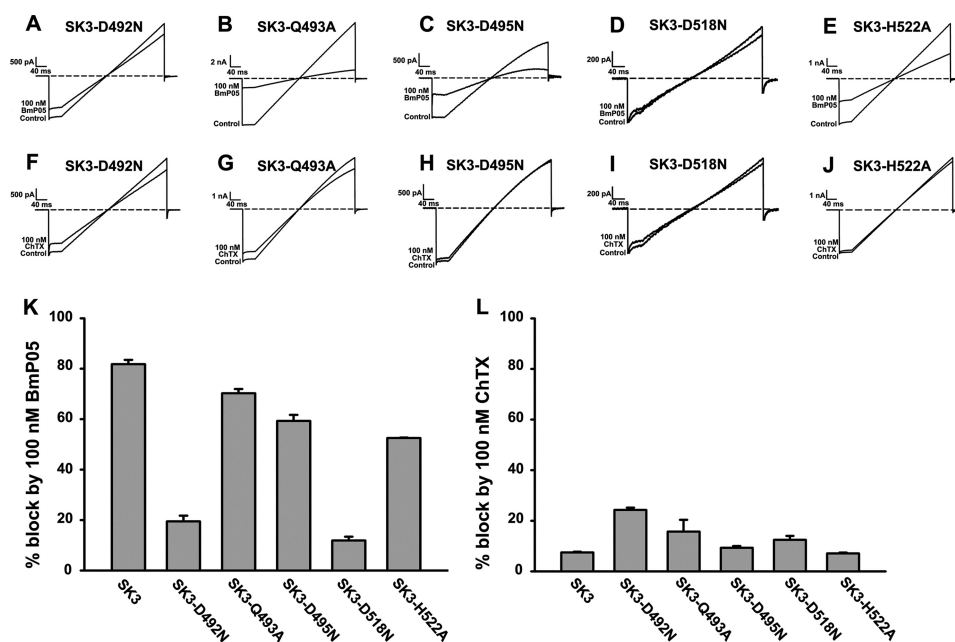 A SK3-D492N
500 pA
40 ms
100 nM
BmP05
Control
B SK3-Q493A
2 nA
40 ms
100 nM
BmP05
Control
C SK3-D495N
500 pA
40 ms
100 nM
BmP05
Control
D SK3-D518N
200 pA
40 ms
100 nM
BmP05
Control
E SK3-H522A
1 nA
40 ms
100 nM
BmP05
Control
F SK3-D492N
500 pA
40 ms
100 nM
ChTX
Control
G SK3-Q493A
1 nA
40 ms
100 nM
ChTX
Control
H SK3-D495N
500 pA
40 ms
100 nM
ChTX
Control
I SK3-D518N
200 pA
40 ms
100 nM
ChTX
Control
J SK3-H522A
1 nA
40 ms
100 nM
ChTX
Control
K
% block by 100 nM BmP05
100
80
60
40
20
0
SK3
SK3-D492N
SK3-Q493A
SK3-D495N
SK3-D518N
SK3-H522A
L
% block by 100 nM ChTX
100
80
60
40
20
0
SK3
SK3-D492N
SK3-Q493A
SK3-D495N
SK3-D518N
SK3-H522A